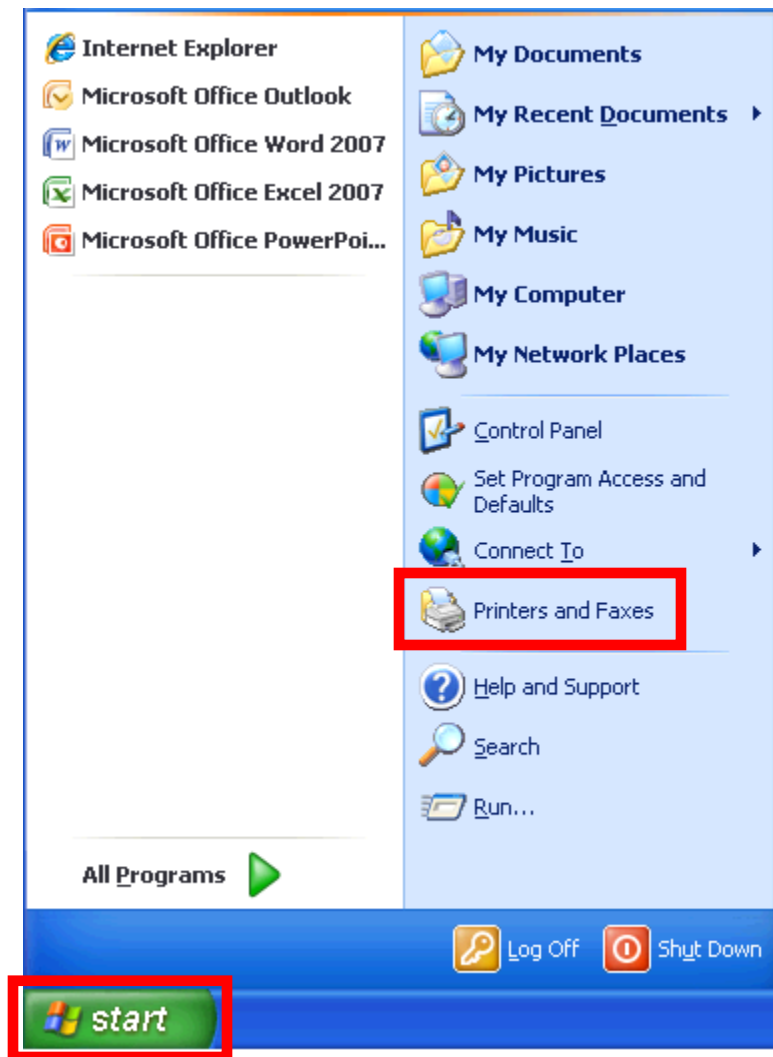 Internet Explorer
Microsoft Office Outlook
Microsoft Office Word 2007
Microsoft Office Excel 2007
Microsoft Office PowerPoi...
All Programs
My Documents
My Recent Documents
My Pictures
My Music
My Computer
My Network Places
Control Panel
Set Program Access and
Defaults
Connect To
Printers and Faxes
Help and Support
Search
Run...
Log Off
Shut Down
start